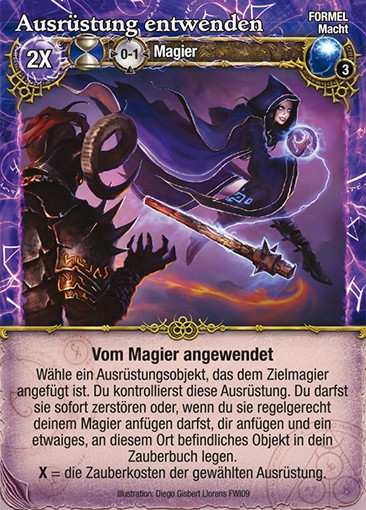 Ausrüstung entwenden
FORMEL
Macht
2X
0-1
Magier
3
Vom Magier angewendet
Wähle ein Ausrüstungsobjekt, das dem Zielmagier
angefügt ist. Du kontrollierst diese Ausrüstung. Du darfst
sie sofort zerstören oder, wenn du sie regelgerecht
deinem Magier anfügen darfst, dir anfügen und ein
etwaiges, an diesem Ort befindliches Objekt in dein
Zauberbuch legen.
X = die Zauberkosten der gewählten Ausrüstung.
Illustration: Diego Gisbert Llorens FWI09